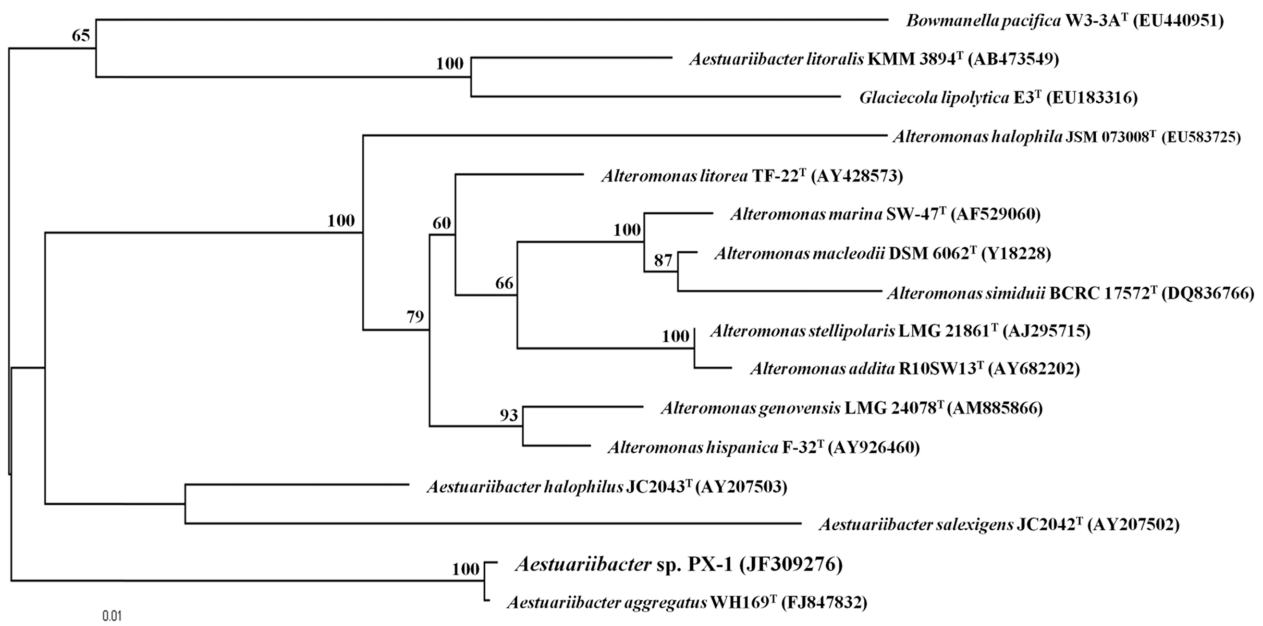 65
Bowmanella pacifica W3-3Aᵀ (EU440951)
100
Aestuariibacter litoralis KMM 3894ᵀ (AB473549)
Glaciecola lipolytica E3ᵀ (EU183316)
Alteromonas halophila JSM 073008ᵀ (EU583725)
Alteromonas litorea TF-22ᵀ (AY428573)
100
60
100
Alteromonas marina SW-47ᵀ (AF529060)
87
Alteromonas macleodii DSM 6062ᵀ (Y18228)
66
Alteromonas simiduii BCRC 17572ᵀ (DQ836766)
79
100
Alteromonas stellipolaris LMG 21861ᵀ (AJ295715)
Alteromonas addita R10SW13ᵀ (AY682202)
93
Alteromonas genovensis LMG 24078ᵀ (AM885866)
Alteromonas hispanica F-32ᵀ (AY926460)
Aestuariibacter halophilus JC2043ᵀ (AY207503)
Aestuariibacter salexigens JC2042ᵀ (AY207502)
100
Aestuariibacter sp. PX-1 (JF309276)
Aestuariibacter aggregatus WH169ᵀ (FJ847832)
0.01